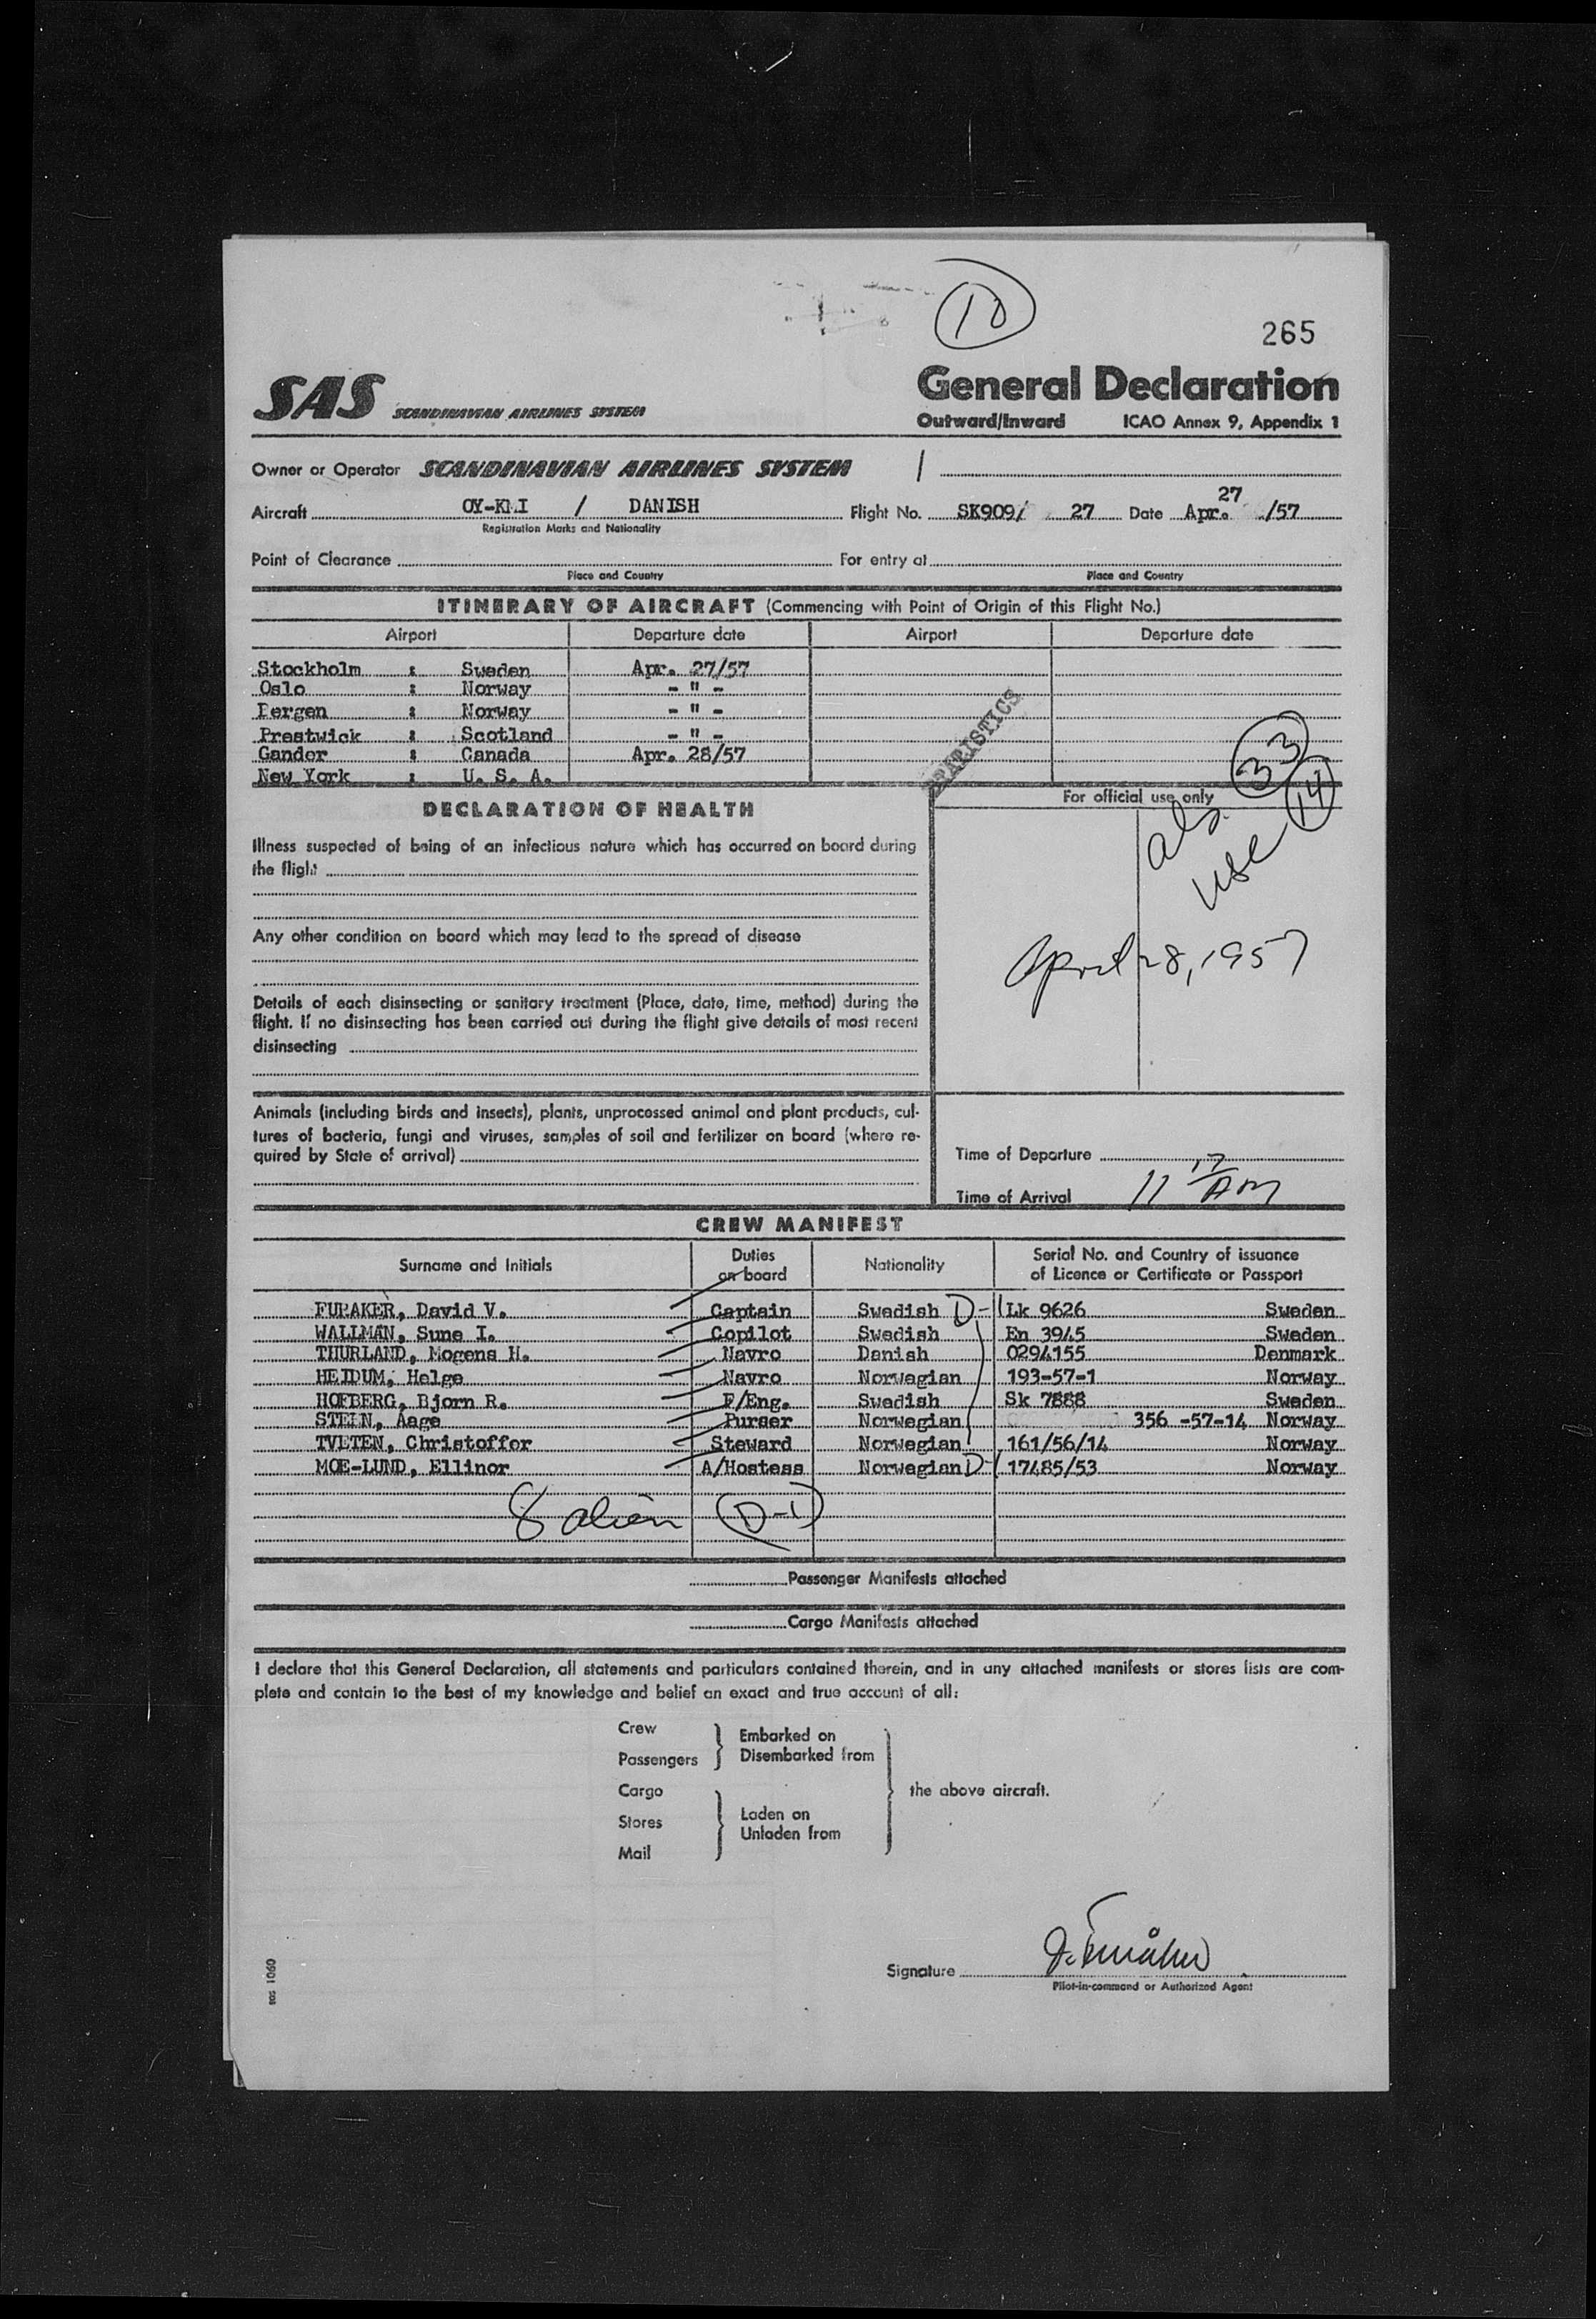 10
265
SAS SCANDINAVIAN AIRLINES SYSTEM
General Declaration
Outward/Inward ICAO Annex 9, Appendix 1
Owner or Operator SCANDINAVIAN AIRLINES SYSTEM /
27
Aircraft OY-KMI / DANISH Flight No. SK909/ 27 Date Apr. /57
Registration Marks and Nationality
Point of Clearance For entry at
Place and Country Place and Country
ITINERARY OF AIRCRAFT (Commencing with Point of Origin of this Flight No.)
Airport Departure date Airport Departure date
Stockholm : Sweden Apr. 27/57
Oslo : Norway - " -
Bergen : Norway - " -
Prestwick : Scotland - " -
Gander : Canada Apr. 28/57
New York : U. S. A.
STATISTICS
33
14
For official use only
als.
use
April 28, 1957
DECLARATION OF HEALTH
Illness suspected of being of an infectious nature which has occurred on board during
the flight
Any other condition on board which may lead to the spread of disease
Details of each disinsecting or sanitary treatment (Place, date, time, method) during the
flight. If no disinsecting has been carried out during the flight give details of most recent
disinsecting
Animals (including birds and insects), plants, unprocessed animal and plant products, cul-
tures of bacteria, fungi and viruses, samples of soil and fertilizer on board (where re-
quired by State of arrival)
Time of Departure
Time of Arrival 11 17 AM
CREW MANIFEST
Surname and Initials Duties on board Nationality Serial No. and Country of issuance of Licence or Certificate or Passport
FURAKER, David V. Captain Swedish D-1 Lk 9626 Sweden
WALLMAN, Sune I. Copilot Swedish En 3945 Sweden
THURLAND, Mogens H. Navro Danish 0294155 Denmark
HEIDUM, Helge Navro Norwegian 193-57-1 Norway
HOFBERG, Bjorn R. F/Eng. Swedish Sk 7888 Sweden
STEEN, Aage Purser Norwegian 356 -57-14 Norway
TVETEN, Christoffer Steward Norwegian 161/56/14 Norway
MOE-LUND, Ellinor A/Hostess Norwegian D-1 17485/53 Norway
8 alien (D-1)
Passenger Manifests attached
Cargo Manifests attached
I declare that this General Declaration, all statements and particulars contained therein, and in any attached manifests or stores lists are com-
plete and contain to the best of my knowledge and belief an exact and true account of all:
Crew
Passengers
Embarked on
Disembarked from
Cargo
Stores
Mail
Laden on
Unladen from
the above aircraft.
Signature
Pilot-in-command or Authorized Agent
sas 1060